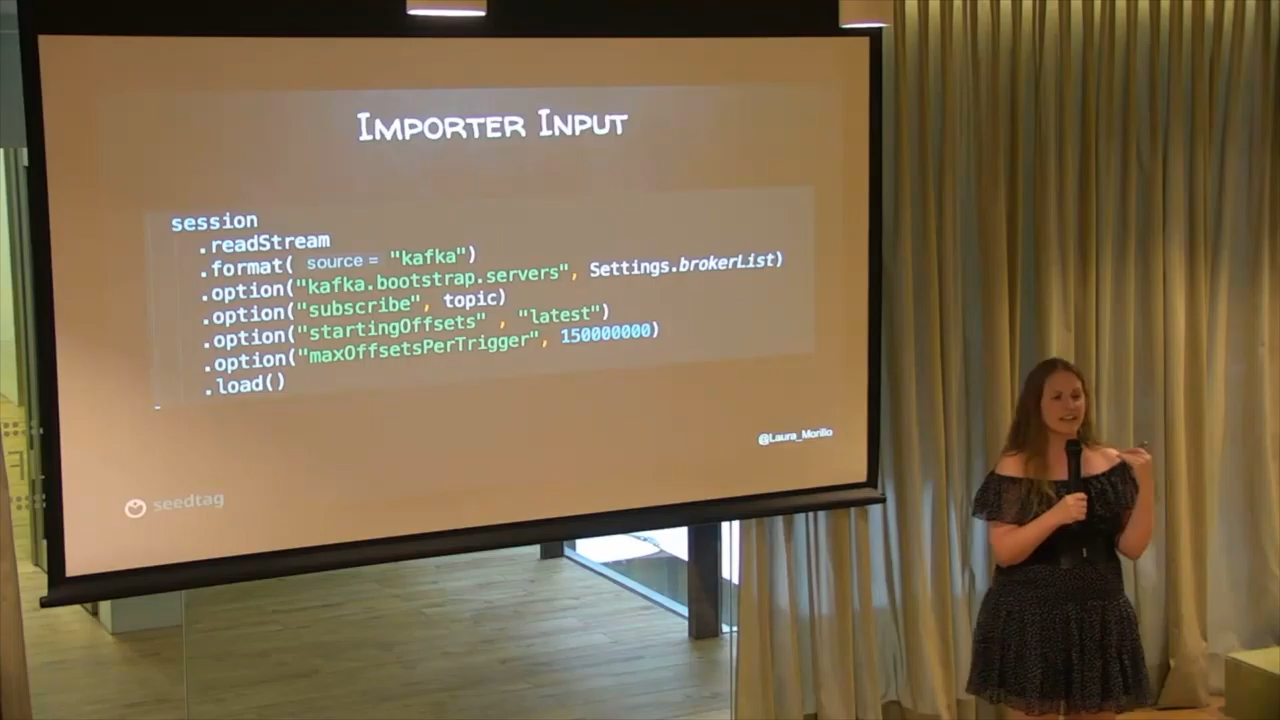 IMPORTER INPUT
session
.readStream
.format( source = "kafka")
.option("kafka.bootstrap.servers", Settings.brokerList)
.option("subscribe", topic)
.option("startingOffsets" , "latest")
.option("maxOffsetsPerTrigger", 150000000)
.load()
@Laura_Morillo
seedtag